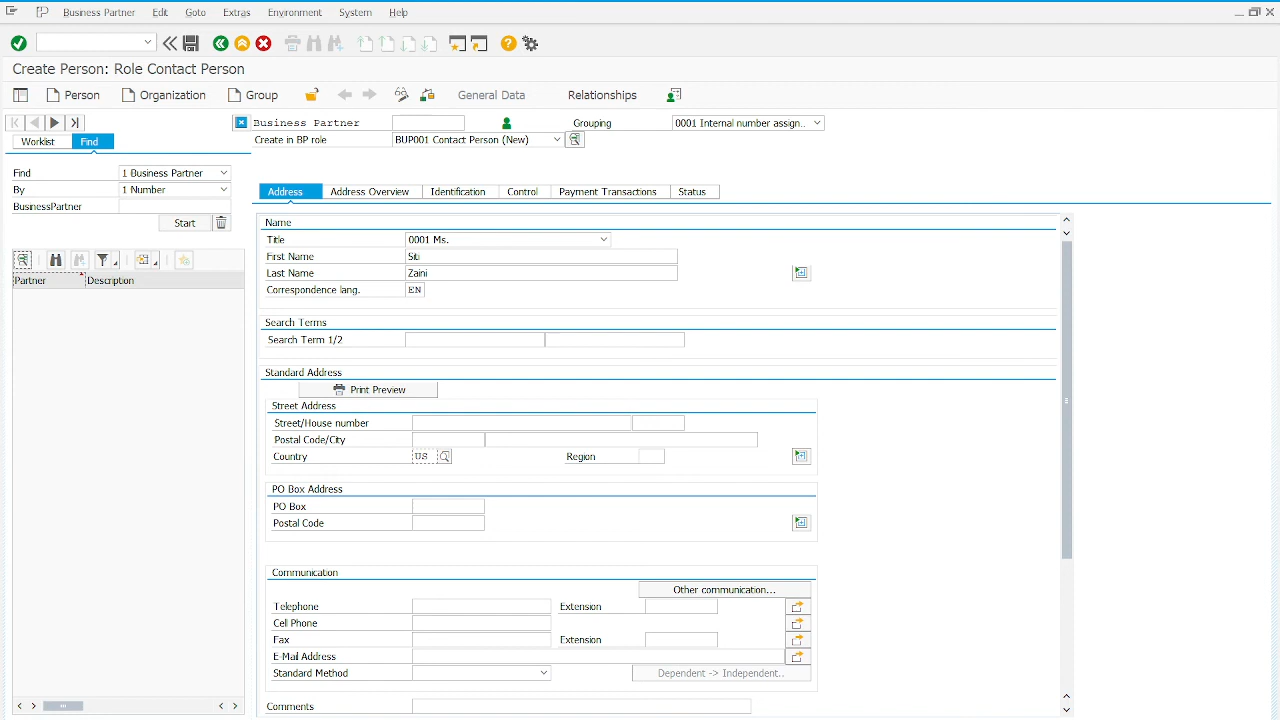 Business Partner Edit Goto Extras Environment System Help
Create Person: Role Contact Person
Person Organization Group General Data Relationships
Business Partner Grouping 0001 Internal number assign..
Worklist Find
Create in BP role BUP001 Contact Person (New)
Find 1 Business Partner
By 1 Number
BusinessPartner
Start
Partner Description
Address Address Overview Identification Control Payment Transactions Status
Name
Title 0001 Ms.
First Name Siti
Last Name Zaini
Correspondence lang. EN
Search Terms
Search Term 1/2
Standard Address
Print Preview
Street Address
Street/House number
Postal Code/City
Country US Region
PO Box Address
PO Box
Postal Code
Communication
Other communication...
Telephone Extension
Cell Phone
Fax Extension
E-Mail Address
Standard Method Dependent -> Independent..
Comments